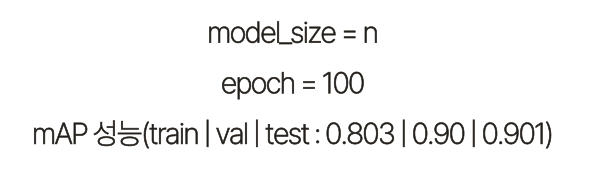 model_size = n
epoch = 100
mAP 성능(train | val | test : 0.803 | 0.90 | 0.901)